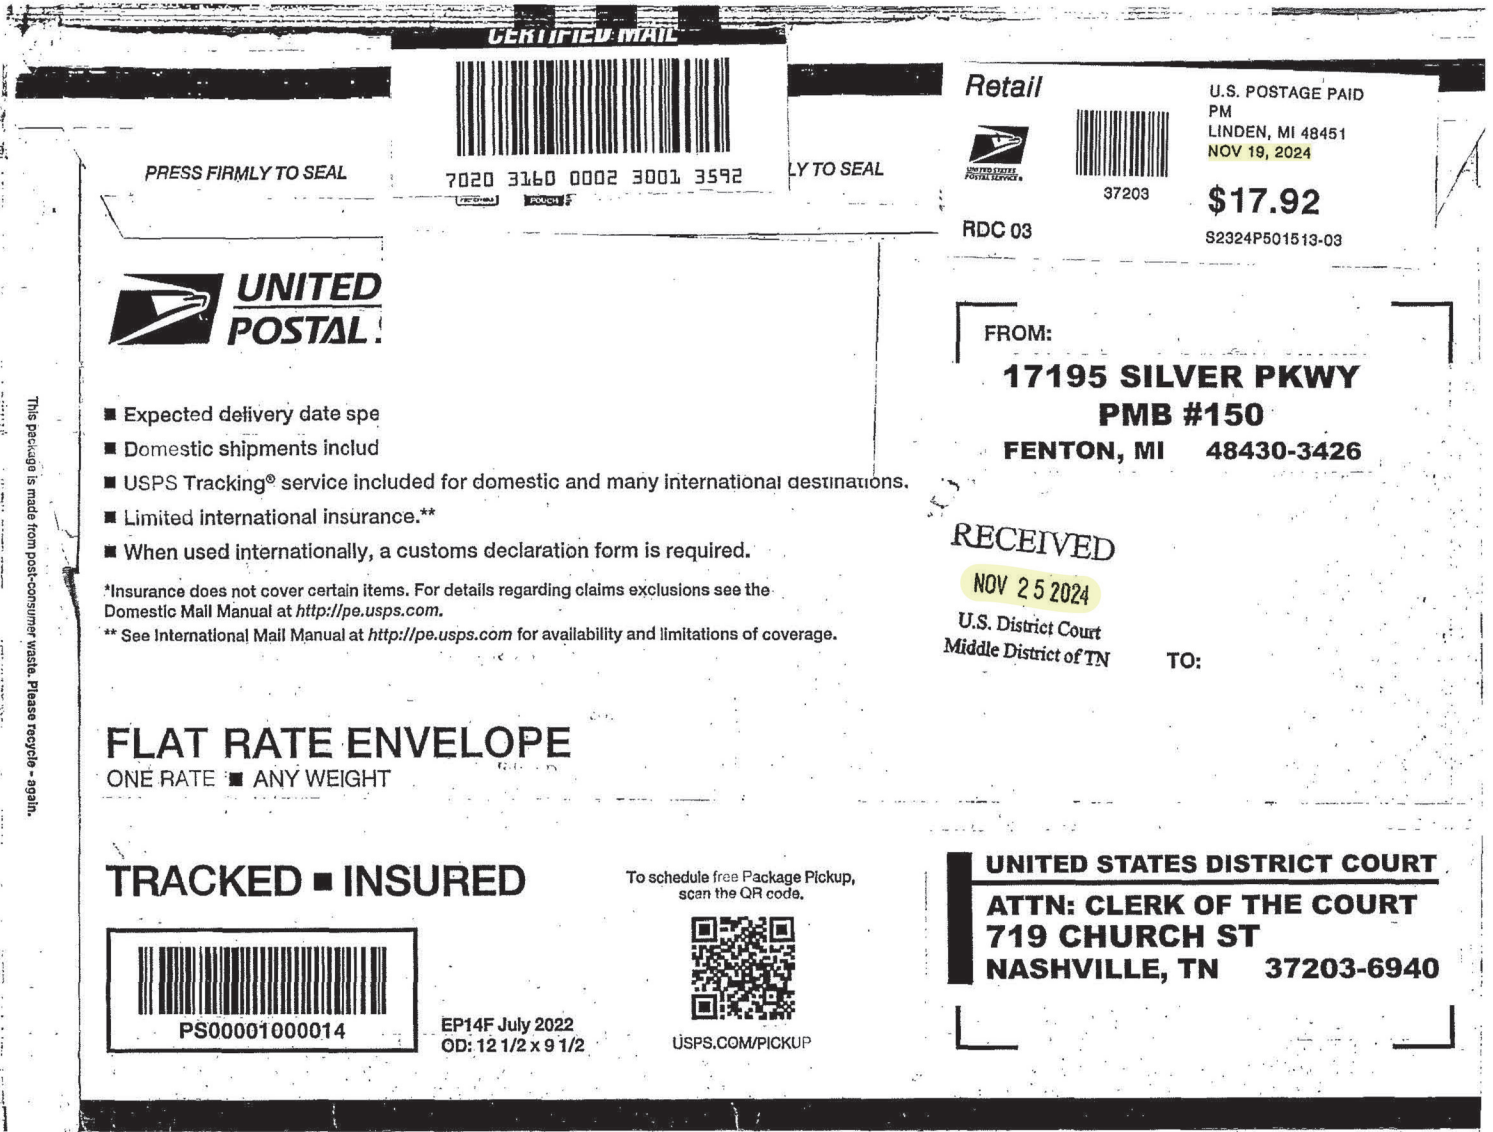 CERTIFIED MAIL
7020 3160 0002 3001 3592
POUCH
PRESS FIRMLY TO SEAL
LY TO SEAL
Retail
UNITED STATES
POSTAL SERVICE®
37203
RDC 03
U.S. POSTAGE PAID
PM
LINDEN, MI 48451
NOV 19, 2024
$17.92
S2324P501513-03
UNITED
POSTAL
■ Expected delivery date spe
■ Domestic shipments includ
■ USPS Tracking® service included for domestic and many international destinations.
■ Limited international insurance.**
■ When used internationally, a customs declaration form is required.
*Insurance does not cover certain items. For details regarding claims exclusions see the
Domestic Mail Manual at http://pe.usps.com.
** See International Mail Manual at http://pe.usps.com for availability and limitations of coverage.
FROM:
17195 SILVER PKWY
PMB #150
FENTON, MI 48430-3426
RECEIVED
NOV 25 2024
U.S. District Court
Middle District of TN
TO:
FLAT RATE ENVELOPE
ONE RATE ■ ANY WEIGHT
TRACKED ■ INSURED
PS00001000014
EP14F July 2022
OD: 12 1/2 x 9 1/2
To schedule free Package Pickup,
scan the QR code.
USPS.COM/PICKUP
UNITED STATES DISTRICT COURT
ATTN: CLERK OF THE COURT
719 CHURCH ST
NASHVILLE, TN 37203-6940
This package is made from post-consumer waste. Please recycle - again.